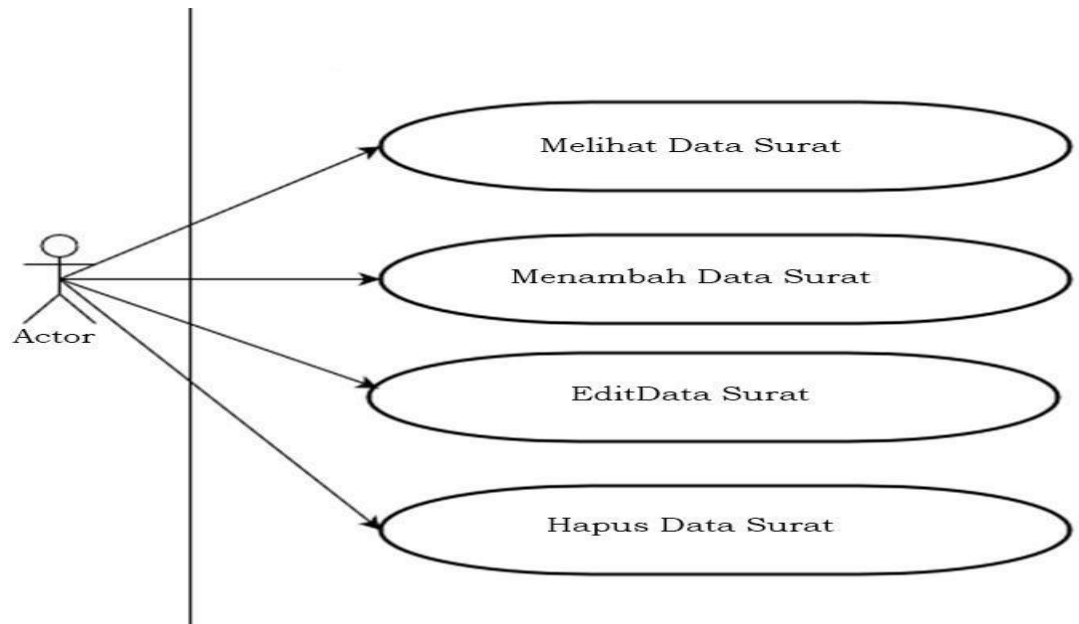 Melihat Data Surat
Menambah Data Surat
Actor
EditData Surat
Hapus Data Surat